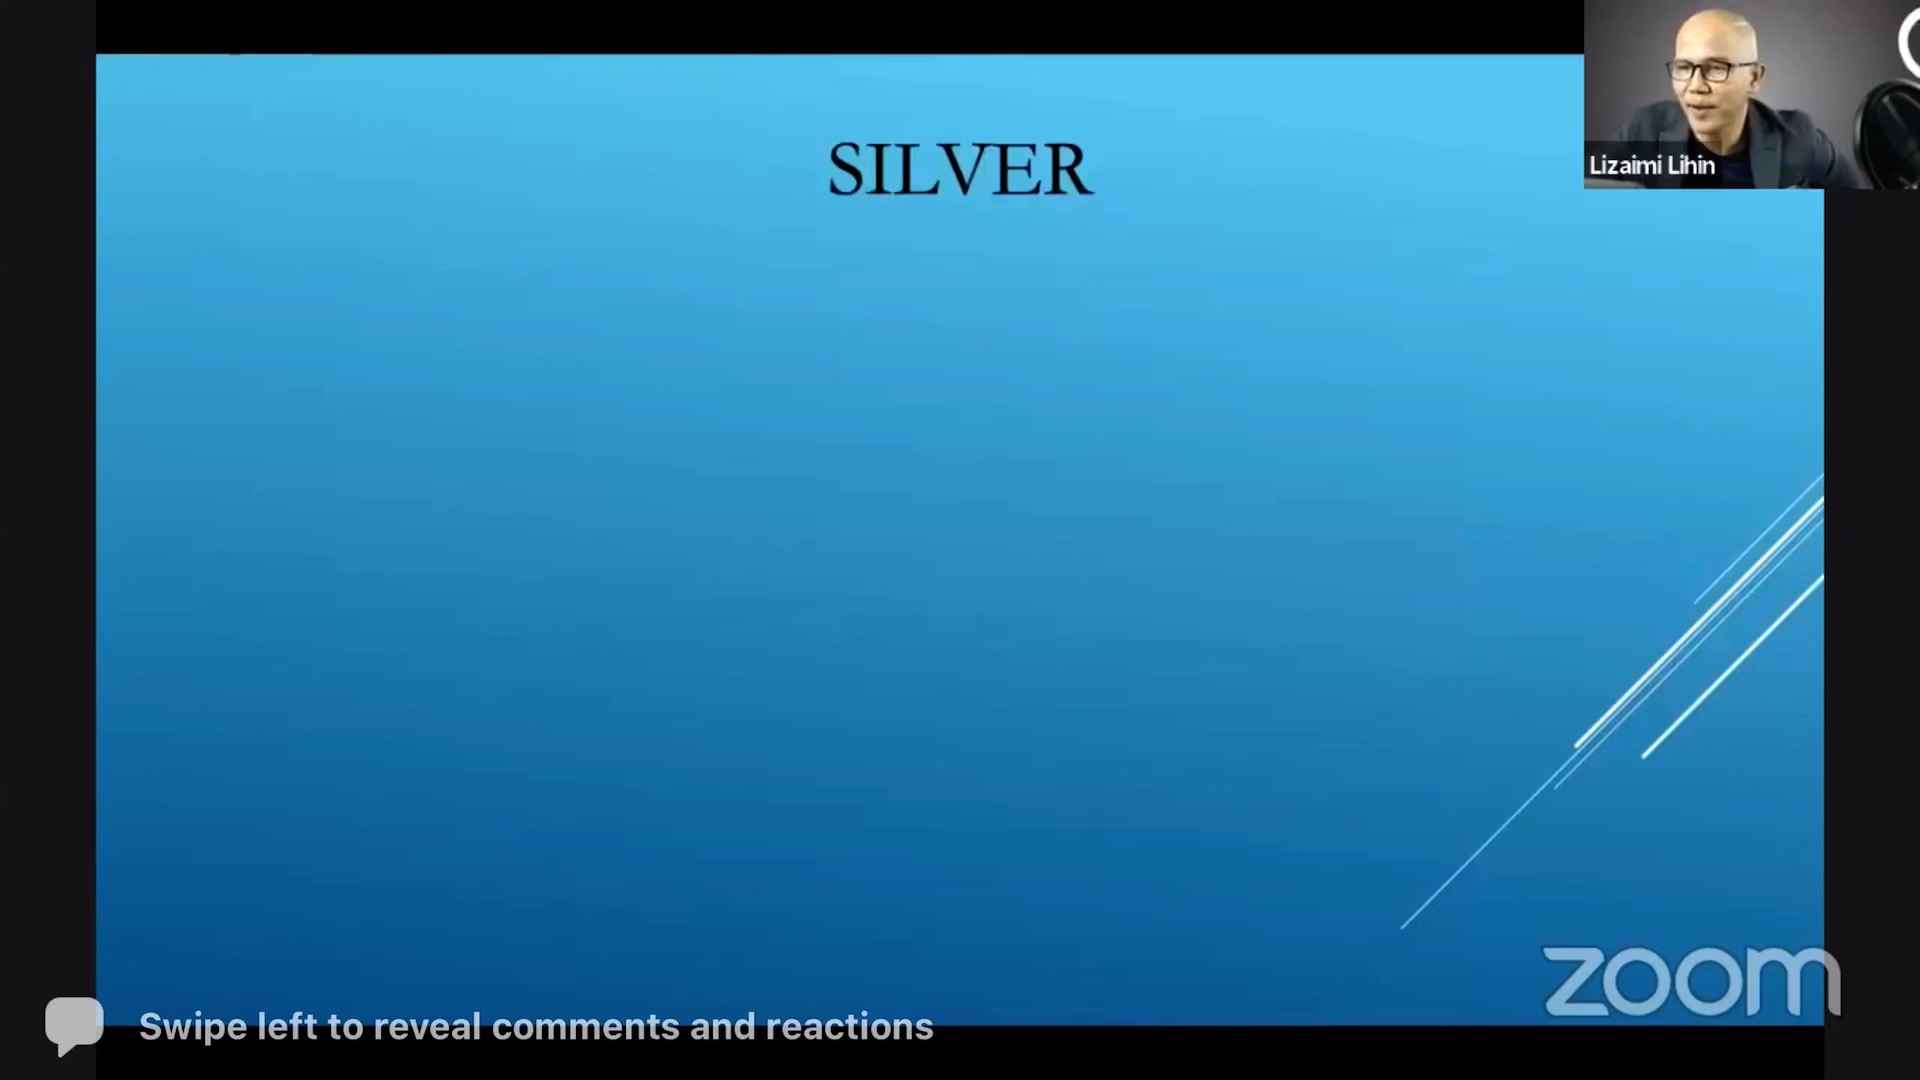 SILVER
Lizaimi Lihin
zoom
Swipe left to reveal comments and reactions